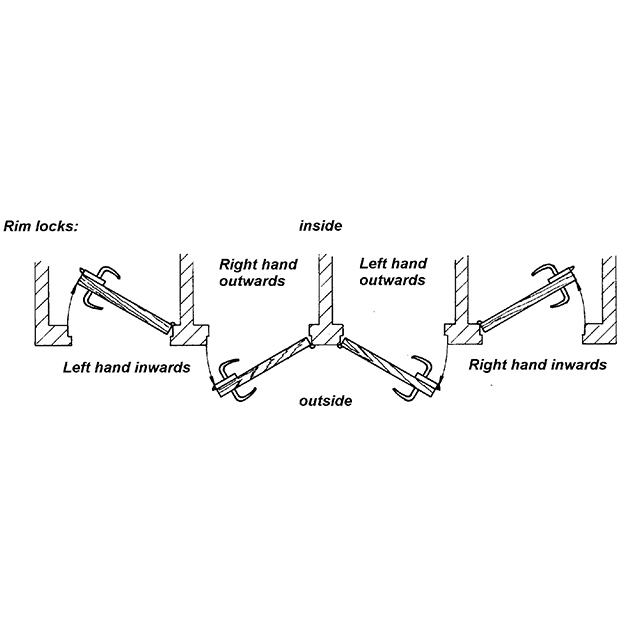 Rim locks:
inside
Right hand
outwards
Left hand
outwards
Left hand inwards
Right hand inwards
outside